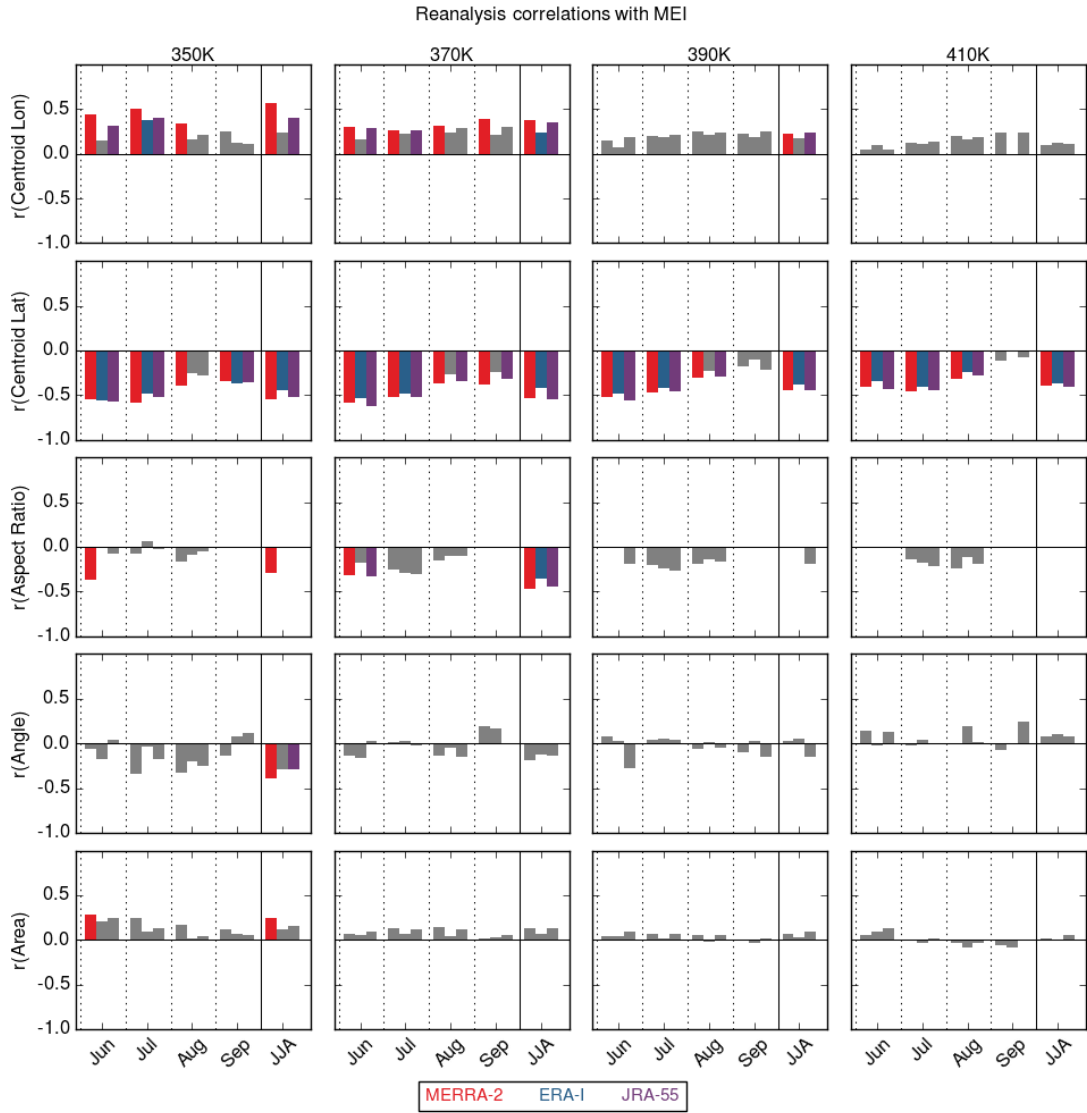 Reanalysis correlations with MEI
350K 370K 390K 410K
r(Centroid Lon)
0.5
0.0
-0.5
-1.0
r(Centroid Lat)
0.5
0.0
-0.5
-1.0
r(Aspect Ratio)
0.5
0.0
-0.5
-1.0
r(Angle)
0.5
0.0
-0.5
-1.0
r(Area)
0.5
0.0
-0.5
-1.0
Jun Jul Aug Sep JJA Jun Jul Aug Sep JJA Jun Jul Aug Sep JJA Jun Jul Aug Sep JJA
MERRA-2 ERA-I JRA-55